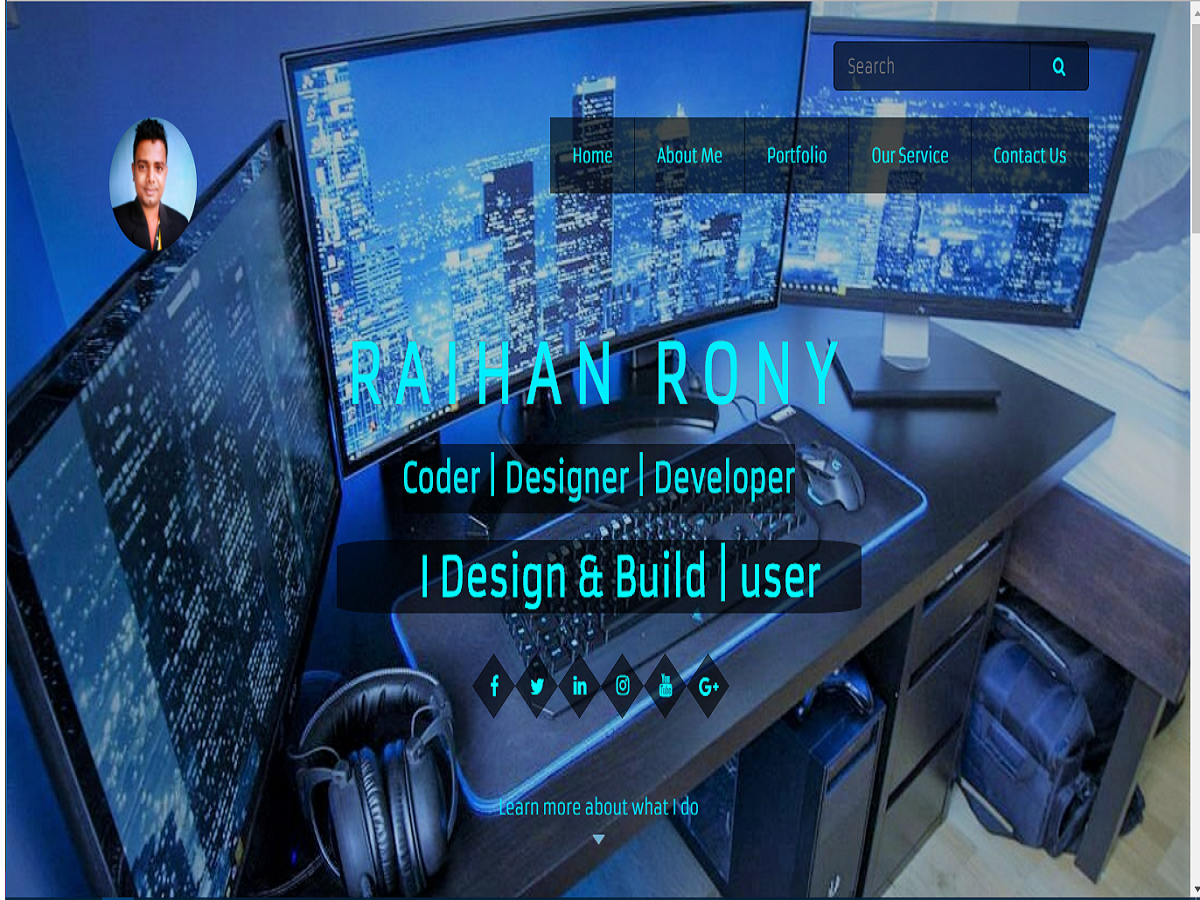 Search
Home
About Me
Portfolio
Our Service
Contact Us
RAIHAN RONY
Coder | Designer | Developer
I Design & Build | user
Learn more about what I do